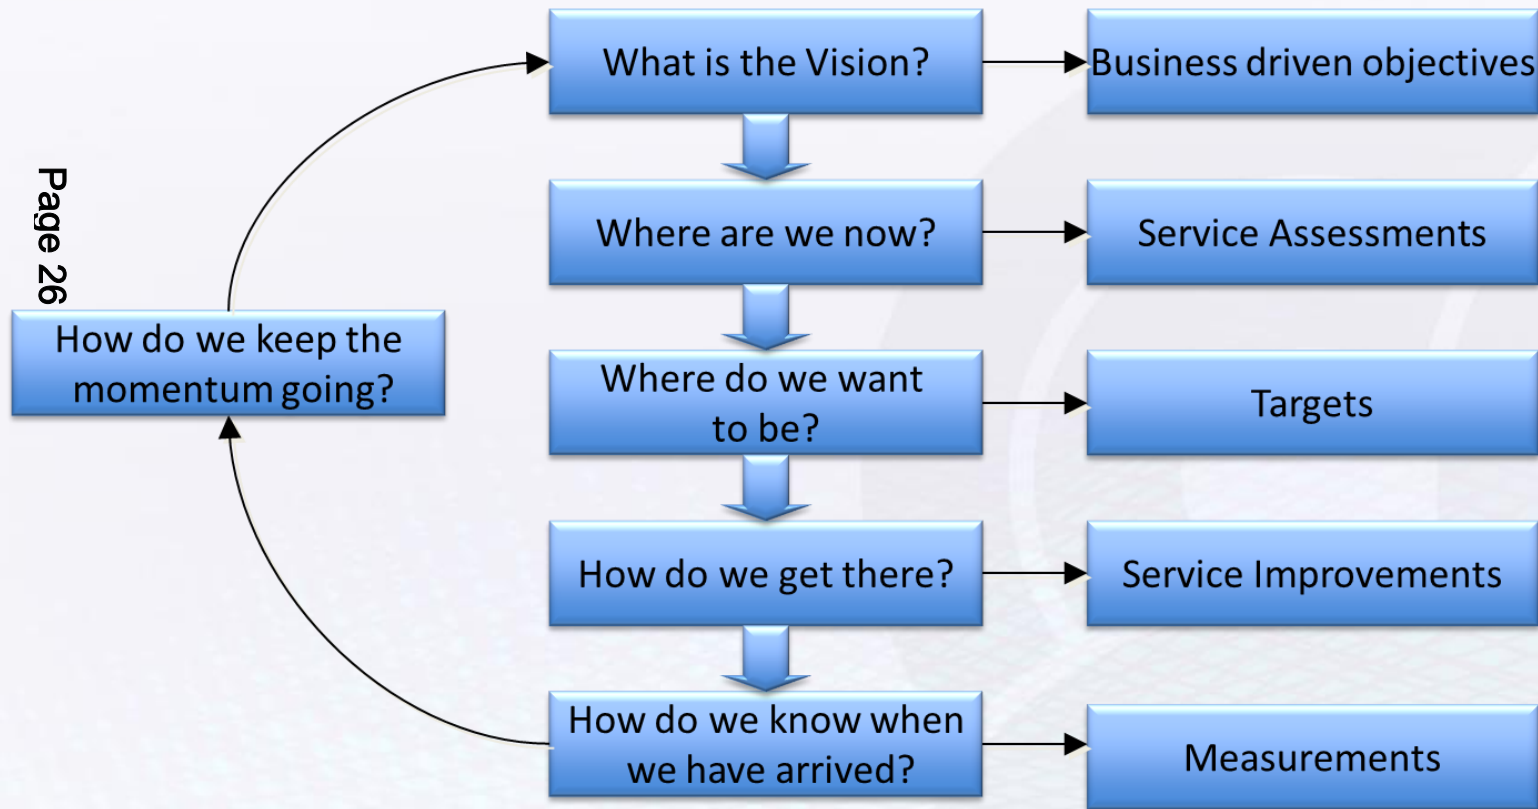 What is the Vision?
Business driven objectives
Where are we now?
Service Assessments
Page 26
How do we keep the
momentum going?
Where do we want
to be?
Targets
How do we get there?
Service Improvements
How do we know when
we have arrived?
Measurements